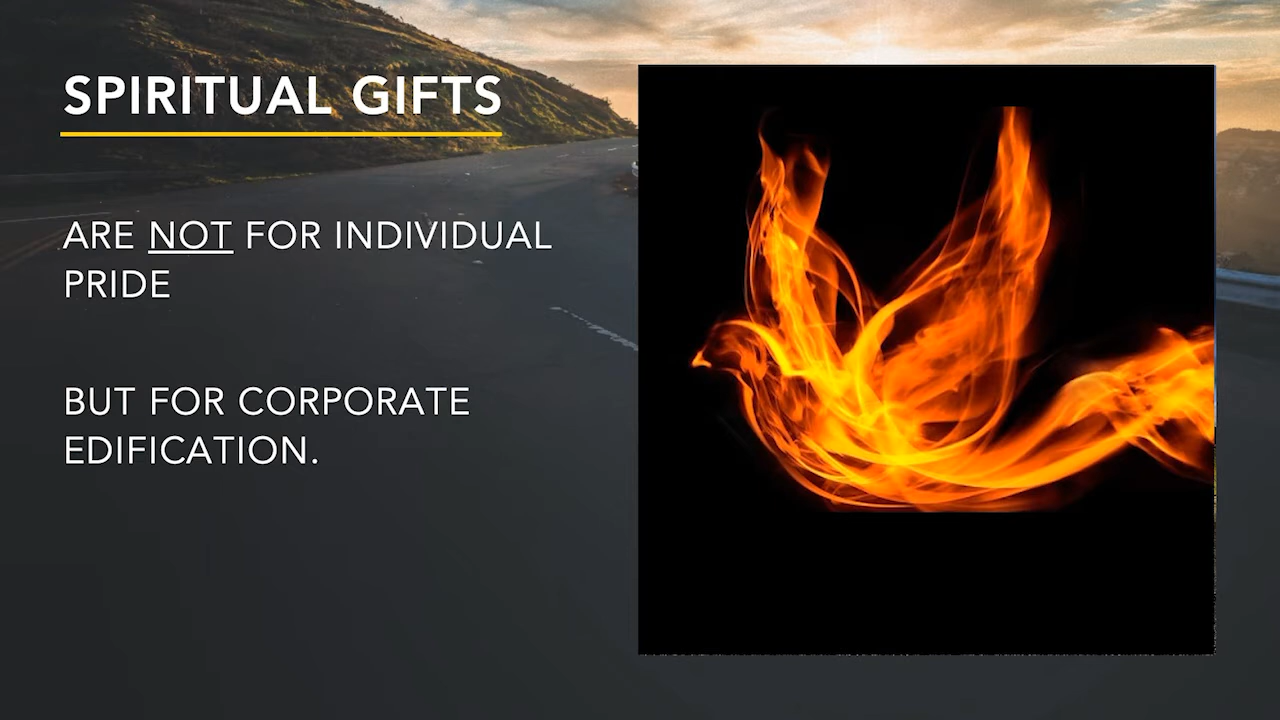 SPIRITUAL GIFTS
ARE NOT FOR INDIVIDUAL
PRIDE
BUT FOR CORPORATE
EDIFICATION.